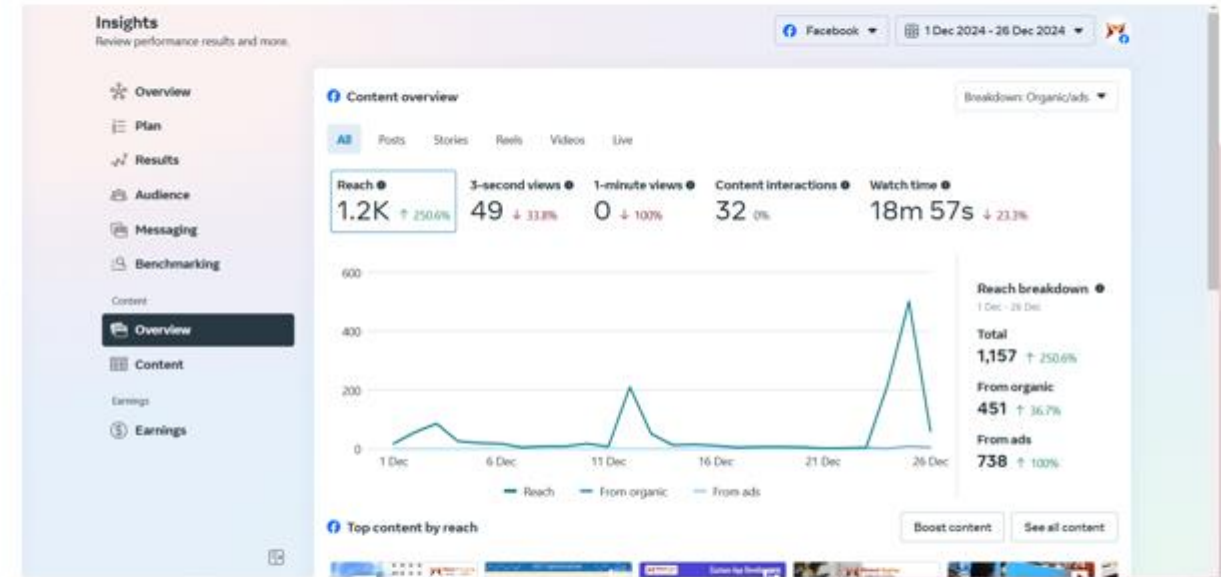 Insights
Review performance results and more.
Facebook
1 Dec 2024 - 26 Dec 2024
Overview
Plan
Results
Audience
Messaging
Benchmarking
Content
Overview
Content
Earnings
Earnings
Content overview
Breakdown: Organic/ads
All Posts Stories Reels Videos Live
Reach 3-second views 1-minute views Content interactions Watch time
1.2K ↑ 250.6% 49 ↓ 33.8% 0 ↓ 100% 32 0% 18m 57s ↓ 23.3%
600
400
200
0
1 Dec 6 Dec 11 Dec 16 Dec 21 Dec 26 Dec
Reach From organic From ads
Reach breakdown
1 Dec - 26 Dec
Total
1,157 ↑ 250.6%
From organic
451 ↑ 36.7%
From ads
738 ↑ 100%
Top content by reach
Boost content
See all content